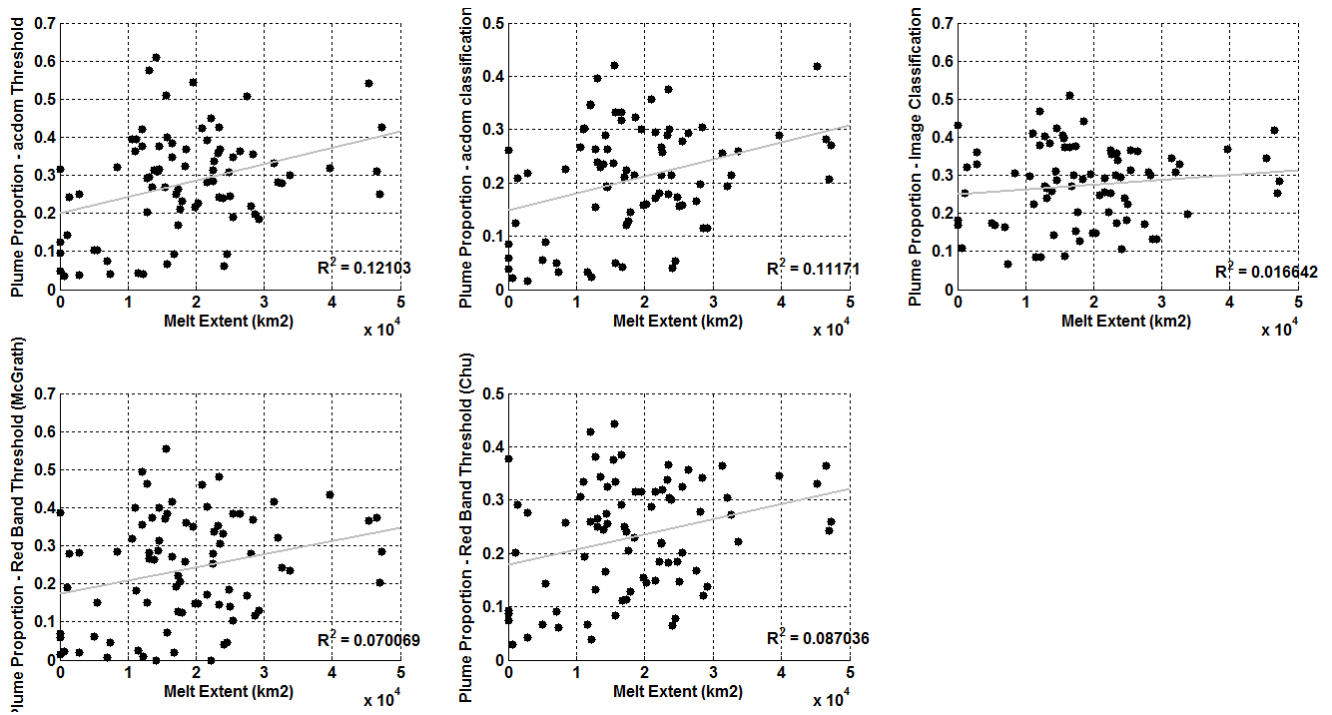 Plume Proportion - acdom Threshold
0.7
0.6
0.5
0.4
0.3
0.2
0.1
0
R² = 0.12103
0 1 2 3 4 5
Melt Extent (km2)
x 10⁴
Plume Proportion - acdom classification
0.5
0.4
0.3
0.2
0.1
0
R² = 0.11171
0 1 2 3 4 5
Melt Extent (km2)
x 10⁴
Plume Proportion - Image Classification
0.7
0.6
0.5
0.4
0.3
0.2
0.1
0
R² = 0.016642
0 1 2 3 4 5
Melt Extent (km2)
x 10⁴
Plume Proportion - Red Band Threshold (McGrath)
0.7
0.6
0.5
0.4
0.3
0.2
0.1
0
R² = 0.070069
0 1 2 3 4 5
Melt Extent (km2)
x 10⁴
Plume Proportion - Red Band Threshold (Chu)
0.5
0.4
0.3
0.2
0.1
0
R² = 0.087036
0 1 2 3 4 5
Melt Extent (km2)
x 10⁴